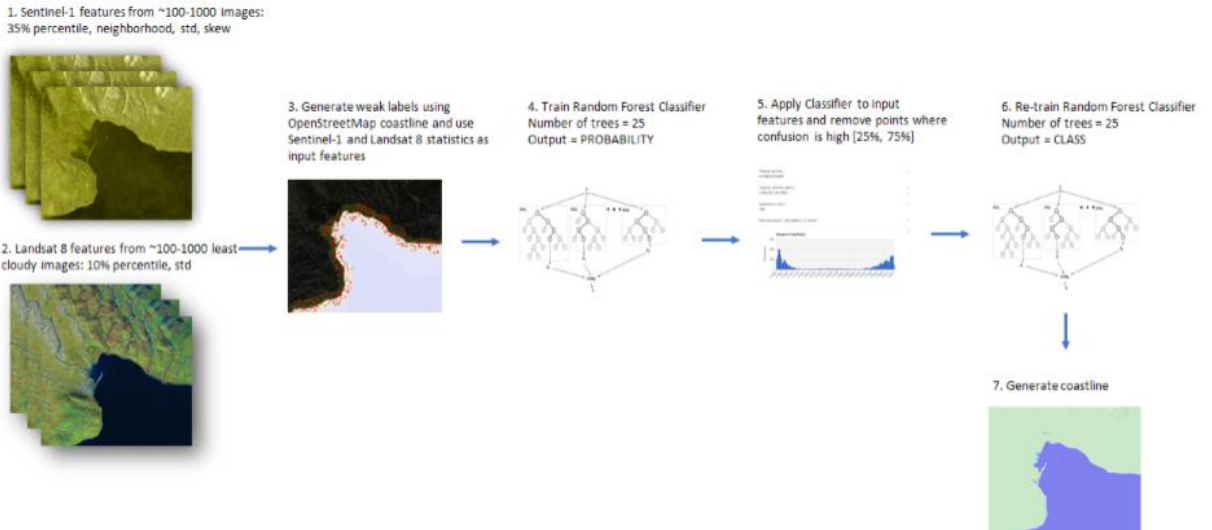 1. Sentinel-1 features from ~100-1000 images:
35% percentile, neighborhood, std, skew
2. Landsat 8 features from ~100-1000 least
cloudy images: 10% percentile, std
3. Generate weak labels using
OpenStreetMap coastline and use
Sentinel-1 and Landsat 8 statistics as
input features
4. Train Random Forest Classifier
Number of trees = 25
Output = PROBABILITY
5. Apply Classifier to input
features and remove points where
confusion is high [25%, 75%]
6. Re-train Random Forest Classifier
Number of trees = 25
Output = CLASS
7. Generate coastline